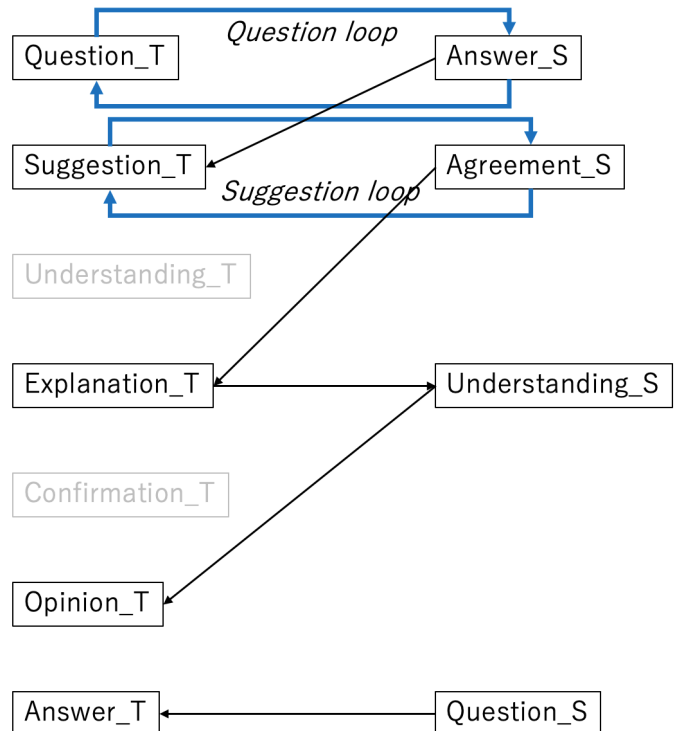 Question loop
Question_T
Answer_S
Suggestion_T
Agreement_S
Suggestion loop
Understanding_T
Explanation_T
Understanding_S
Confirmation_T
Opinion_T
Answer_T
Question_S